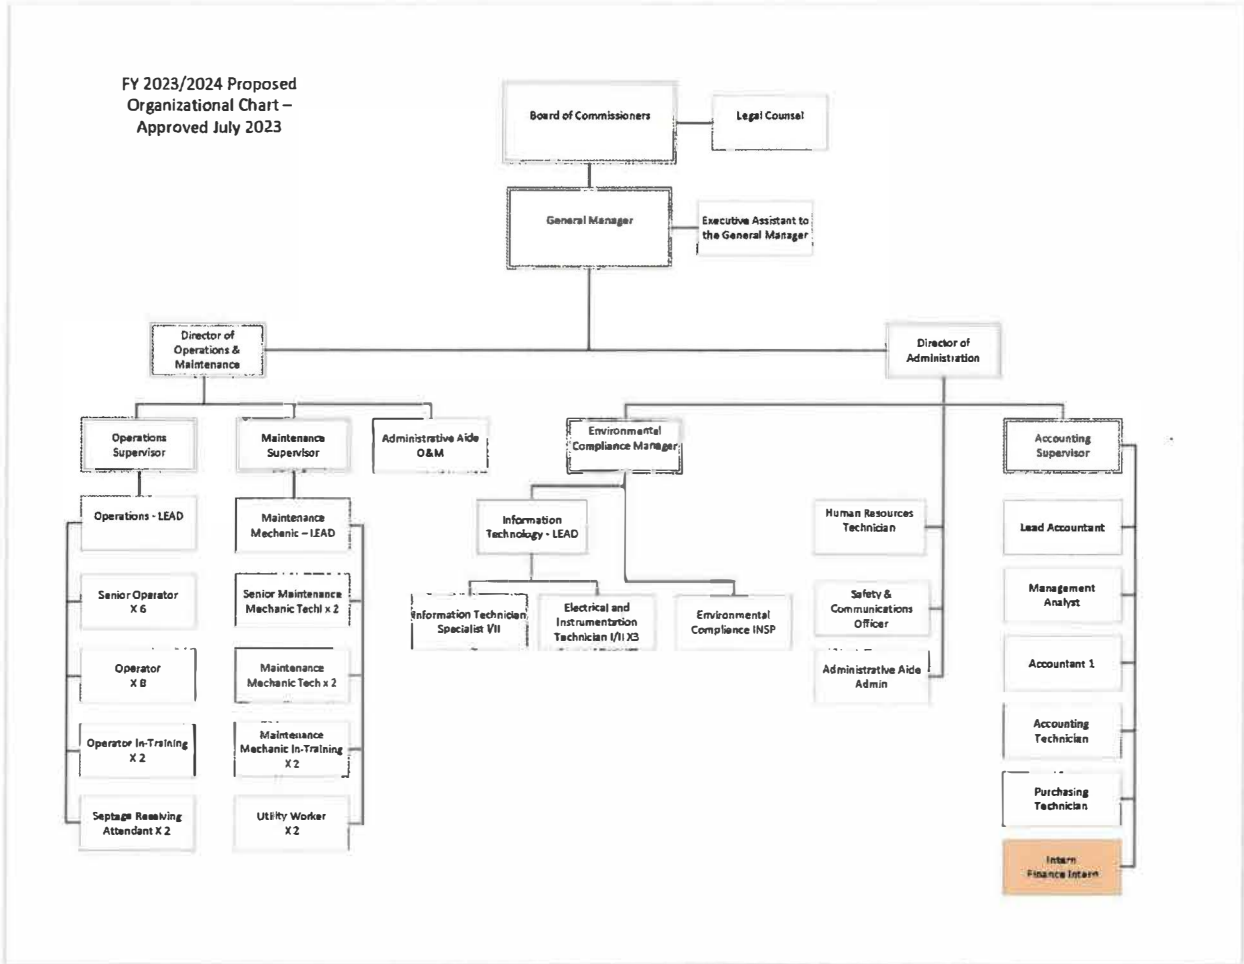 FY 2023/2024 Proposed
Organizational Chart –
Approved July 2023
Board of Commissioners
Legal Counsel
General Manager
Executive Assistant to
the General Manager
Director of
Operations &
Maintenance
Director of
Administration
Operations
Supervisor
Maintenance
Supervisor
Administrative Aide
O&M
Environmental
Compliance Manager
Accounting
Supervisor
Operations - LEAD
Maintenance
Mechanic – LEAD
Information
Technology - LEAD
Human Resources
Technician
Lead Accountant
Senior Operator
X 6
Senior Maintenance
Mechanic TechI x 2
Information Technician
Specialist I/II
Electrical and
Instrumentation
Technician I/II X3
Environmental
Compliance INSP
Safety &
Communications
Officer
Management
Analyst
Operator
X 8
Maintenance
Mechanic Tech x 2
Administrative Aide
Admin
Accountant 1
Operator In-Training
X 2
Maintenance
Mechanic In-Training
X 2
Accounting
Technician
Septage Receiving
Attendant X 2
Utility Worker
X 2
Purchasing
Technician
Intern
Finance Intern